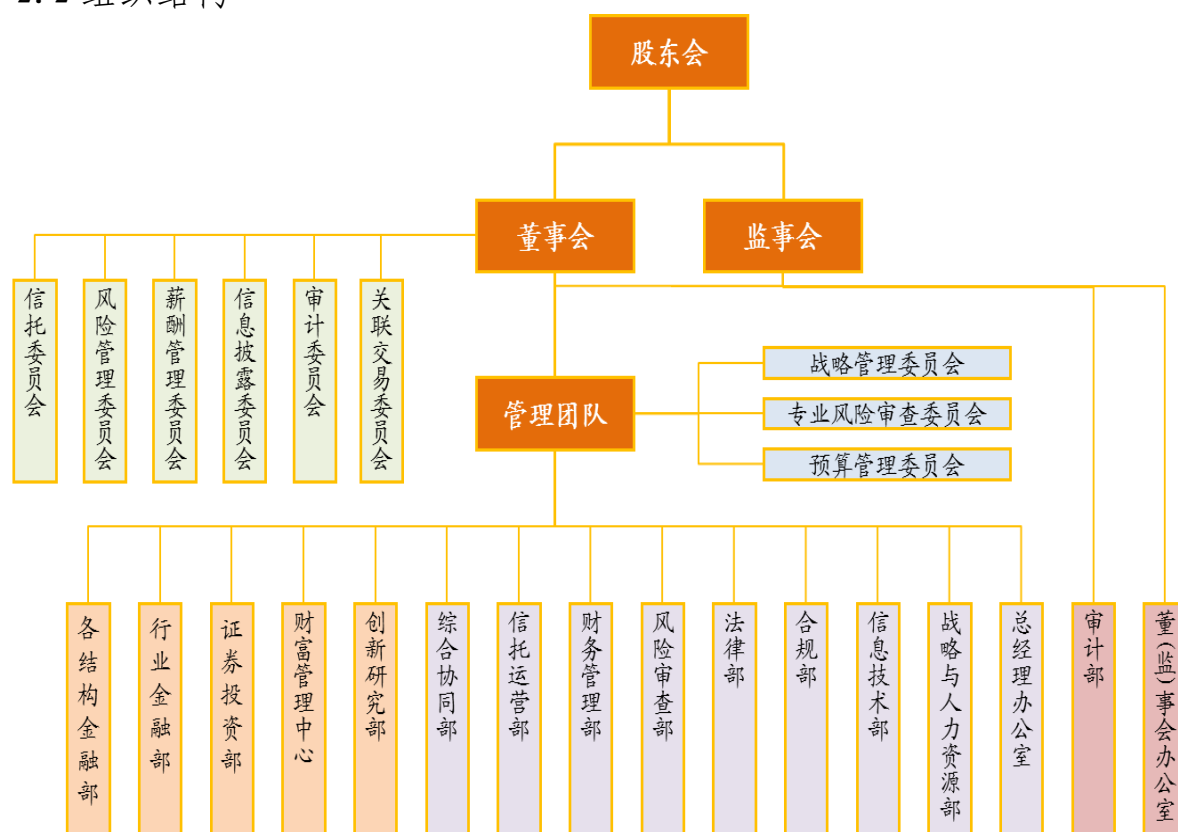 股东会
董事会
监事会
信托委员会
风险管理委员会
薪酬管理委员会
信息披露委员会
审计委员会
关联交易委员会
管理团队
战略管理委员会
专业风险审查委员会
预算管理委员会
各结构金融部
行业金融部
证券投资部
财富管理中心
创新研究部
综合协同部
信托运营部
财务管理部
风险审查部
法律部
合规部
信息技术部
战略与人力资源部
总经理办公室
审计部
董(监)事会办公室